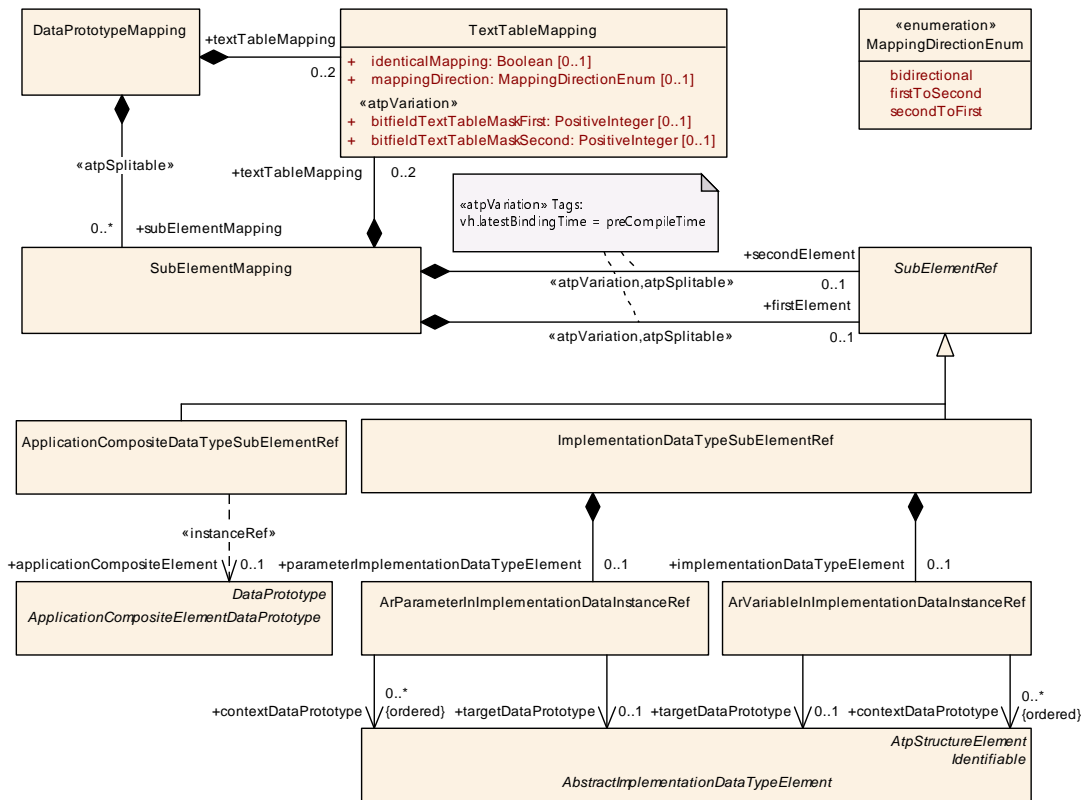 DataPrototypeMapping
+textTableMapping
0..2
TextTableMapping
+ identicalMapping: Boolean [0..1]
+ mappingDirection: MappingDirectionEnum [0..1]
«atpVariation»
+ bitfieldTextTableMaskFirst: PositiveInteger [0..1]
+ bitfieldTextTableMaskSecond: PositiveInteger [0..1]
«enumeration»
MappingDirectionEnum
bidirectional
firstToSecond
secondToFirst
«atpSplitable»
0..*
+subElementMapping
+textTableMapping
0..2
«atpVariation» Tags:
vh.latestBindingTime = preCompileTime
SubElementMapping
+secondElement
«atpVariation,atpSplitable»
0..1
+firstElement
«atpVariation,atpSplitable»
0..1
SubElementRef
ApplicationCompositeDataTypeSubElementRef
ImplementationDataTypeSubElementRef
«instanceRef»
+applicationCompositeElement
0..1
+parameterImplementationDataTypeElement
0..1
+implementationDataTypeElement
0..1
DataPrototype
ApplicationCompositeElementDataPrototype
ArParameterInImplementationDataInstanceRef
ArVariableInImplementationDataInstanceRef
+contextDataPrototype
0..*
{ordered}
+targetDataPrototype
0..1
+targetDataPrototype
0..1
+contextDataPrototype
0..*
{ordered}
AtpStructureElement
Identifiable
AbstractImplementationDataTypeElement